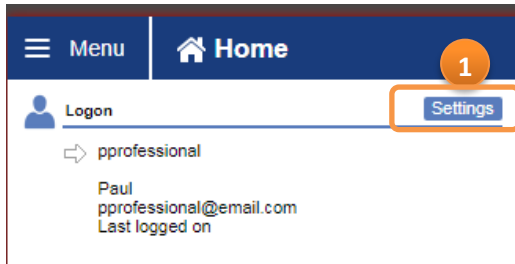 Menu Home
1
Logon Settings
pprofessional
Paul
pprofessional@email.com
Last logged on